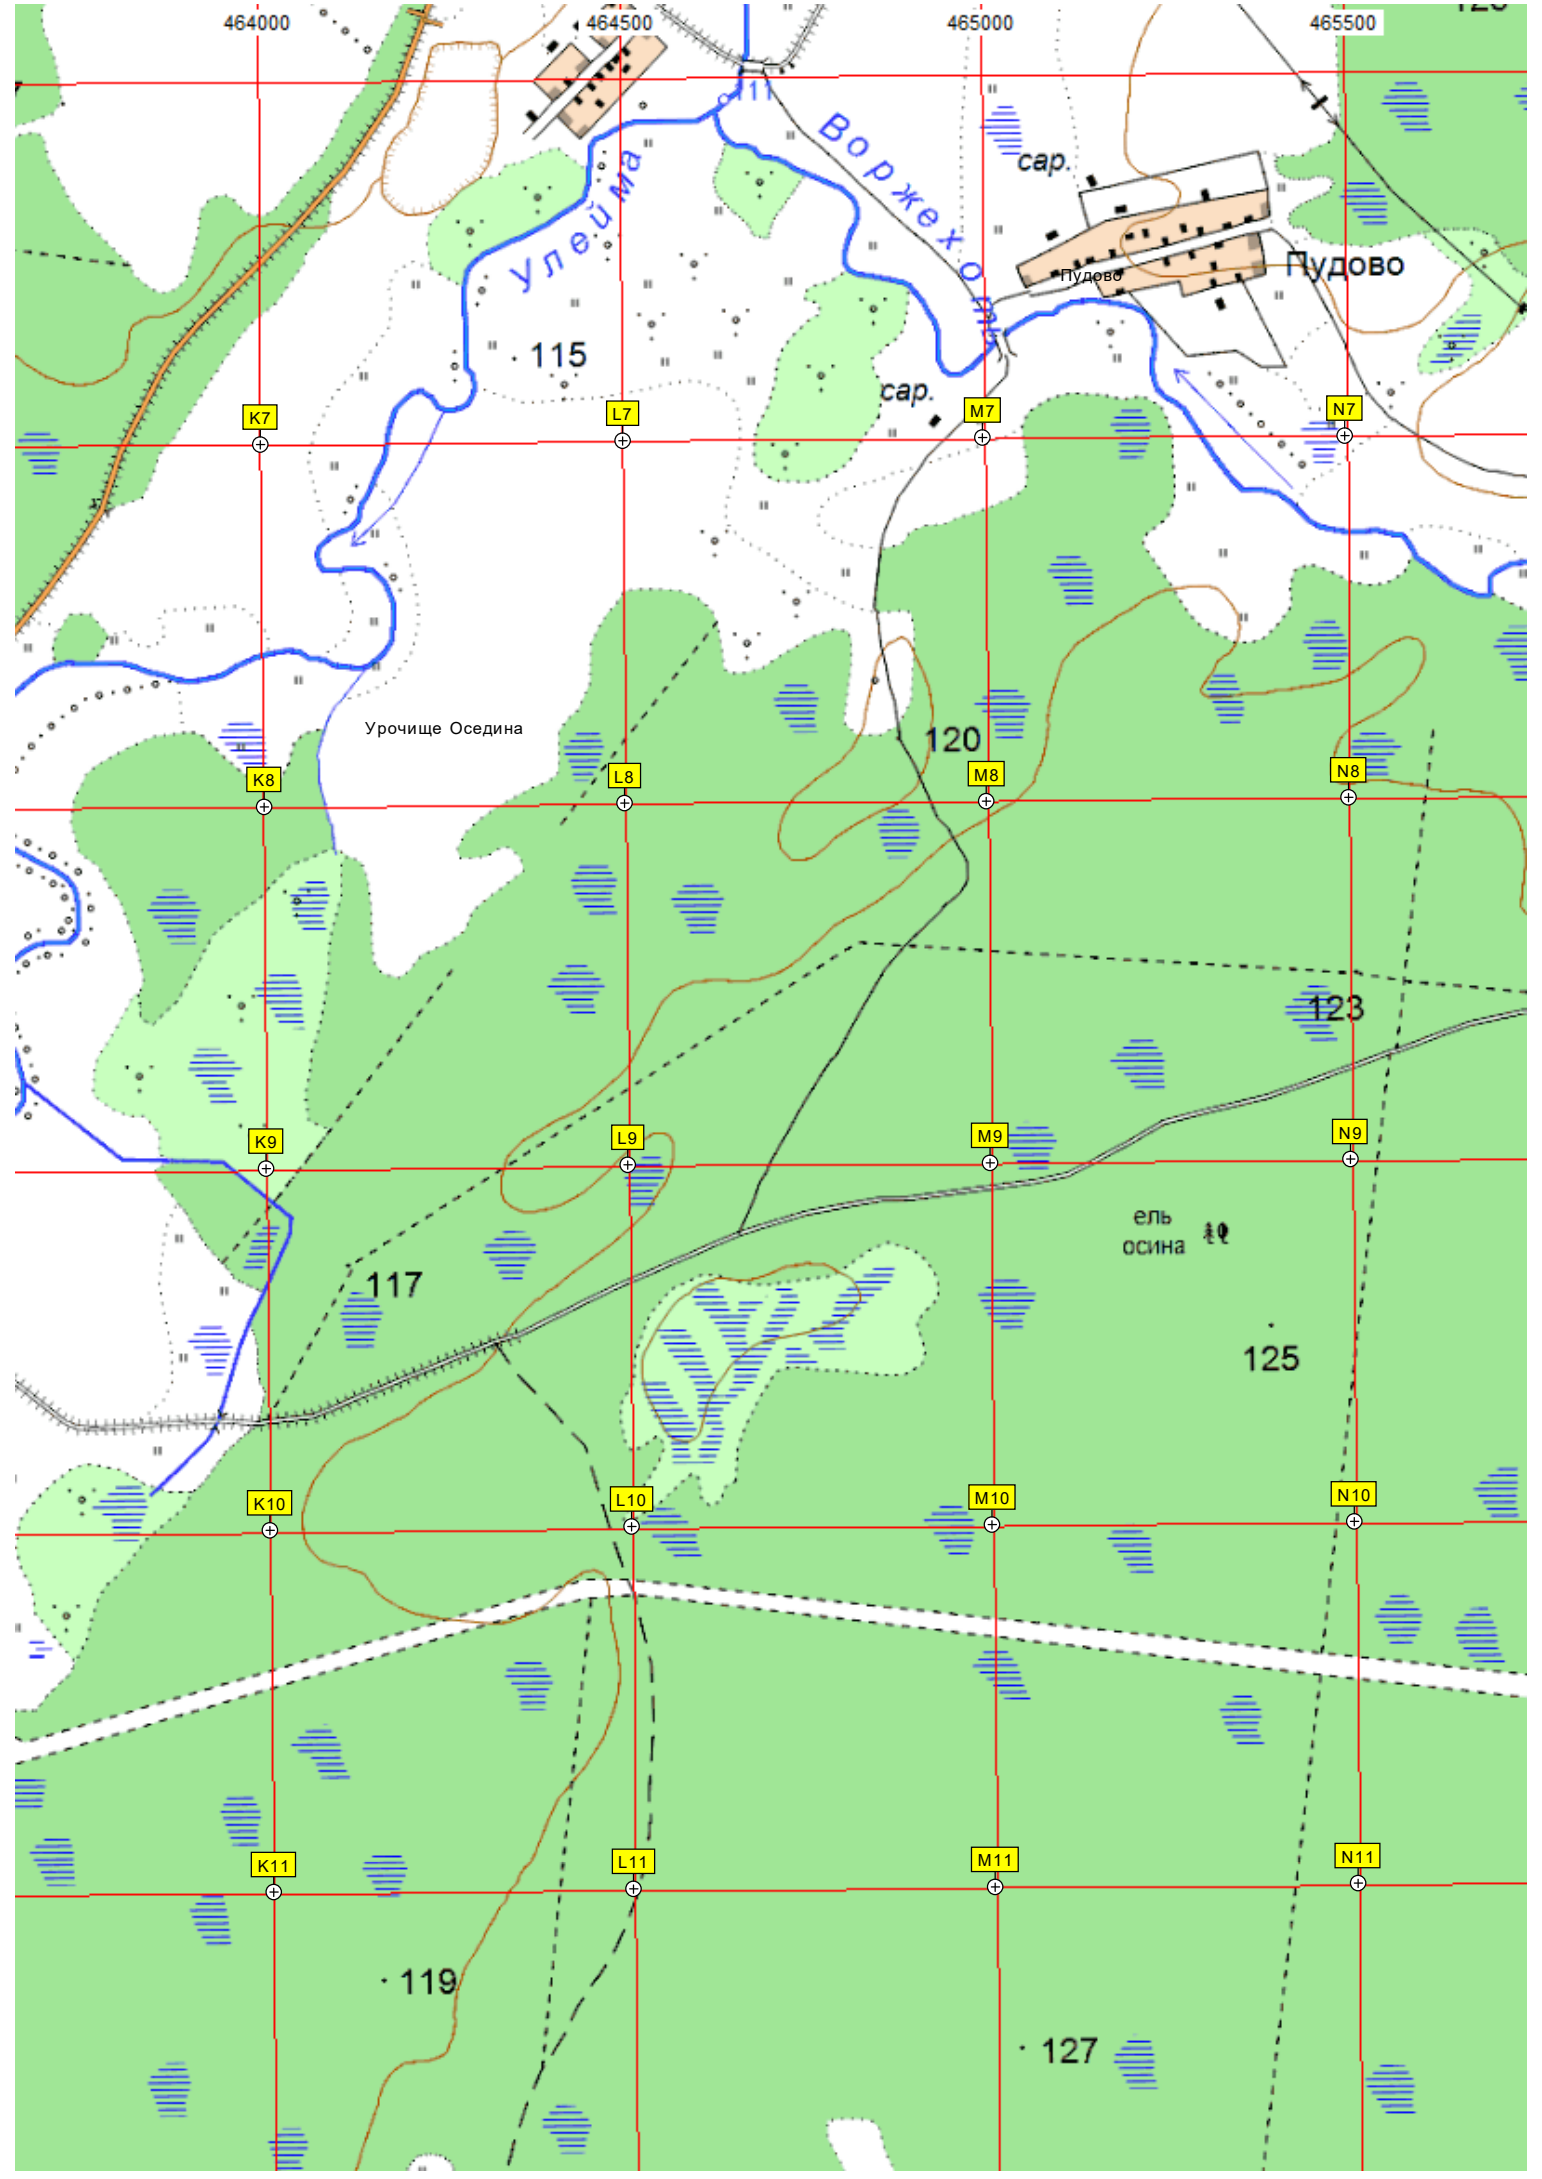 464000 464500 465000 465500
111
Улейма
Воржехоть
сар.
Пудово
Пудово
115
сар.
K7 L7 M7 N7
Урочище Оседина
120
K8 L8 M8 N8
123
K9 L9 M9 N9
ель
осина
117
125
K10 L10 M10 N10
K11 L11 M11 N11
119
127